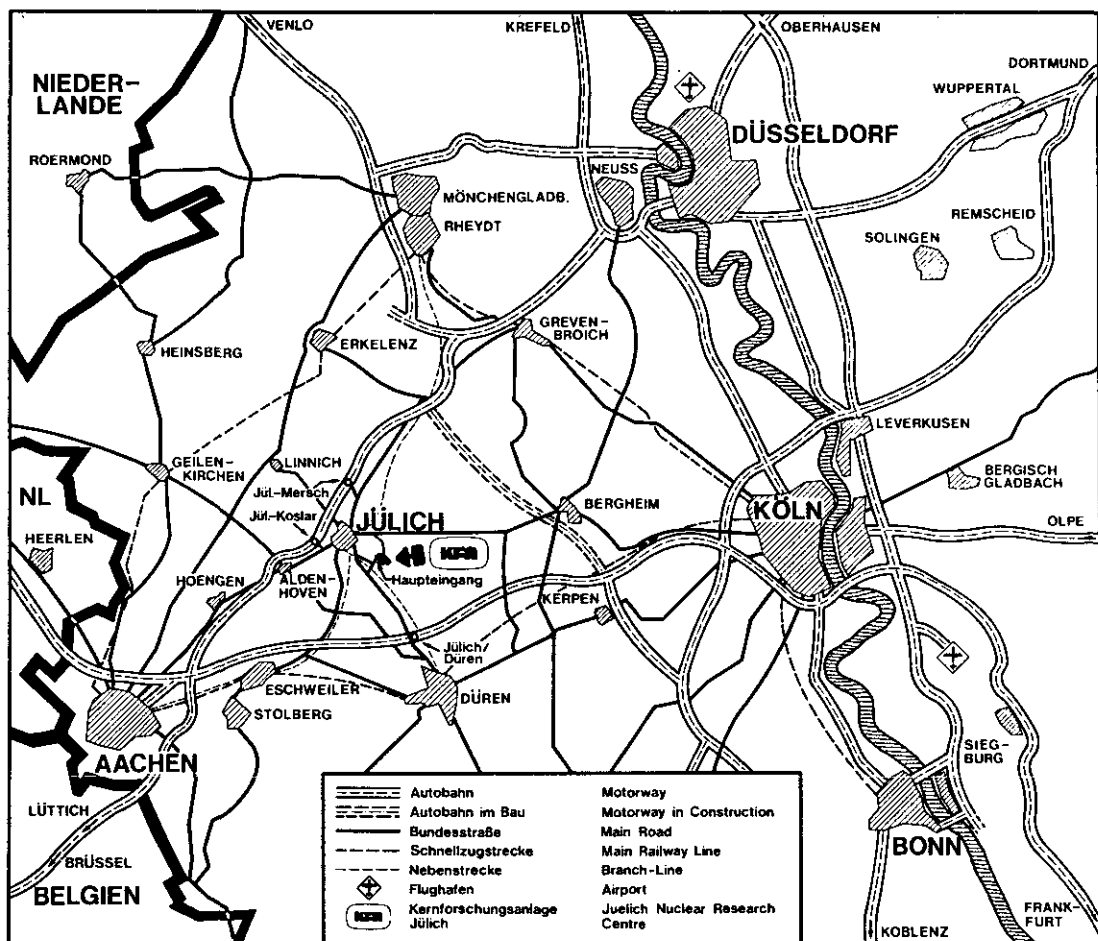 VENLO
KREFELD
OBERHAUSEN
DORTMUND
NIEDER-
LANDE
WUPPERTAL
DÜSSELDORF
ROERMOND
NEUSS
MÖNCHENGLADB.
RHEYDT
REMSCHEID
SOLINGEN
GREVEN-
BROICH
ERKELENZ
HEINSBERG
LEVERKUSEN
GEILEN-
KIRCHEN
LINNICH
BERGISCH
GLADBACH
NL
Jül.-Mersch
BERGHEIM
KÖLN
Jül.-Koslar
JÜLICH
OLPE
HEERLEN
KFA
HOENGEN
ALDEN-
HOVEN
Haupteingang
KERPEN
Jülich/
Düren
ESCHWEILER
DÜREN
STOLBERG
SIEG-
BURG
AACHEN
LÜTTICH
BONN
BRÜSSEL
BELGIEN
FRANK-
FURT
KOBLENZ
Autobahn Motorway
Autobahn im Bau Motorway in Construction
Bundesstraße Main Road
Schnellzugstrecke Main Railway Line
Nebenstrecke Branch-Line
Flughafen Airport
KFA Kernforschungsanlage Juelich Nuclear Research
Jülich Centre